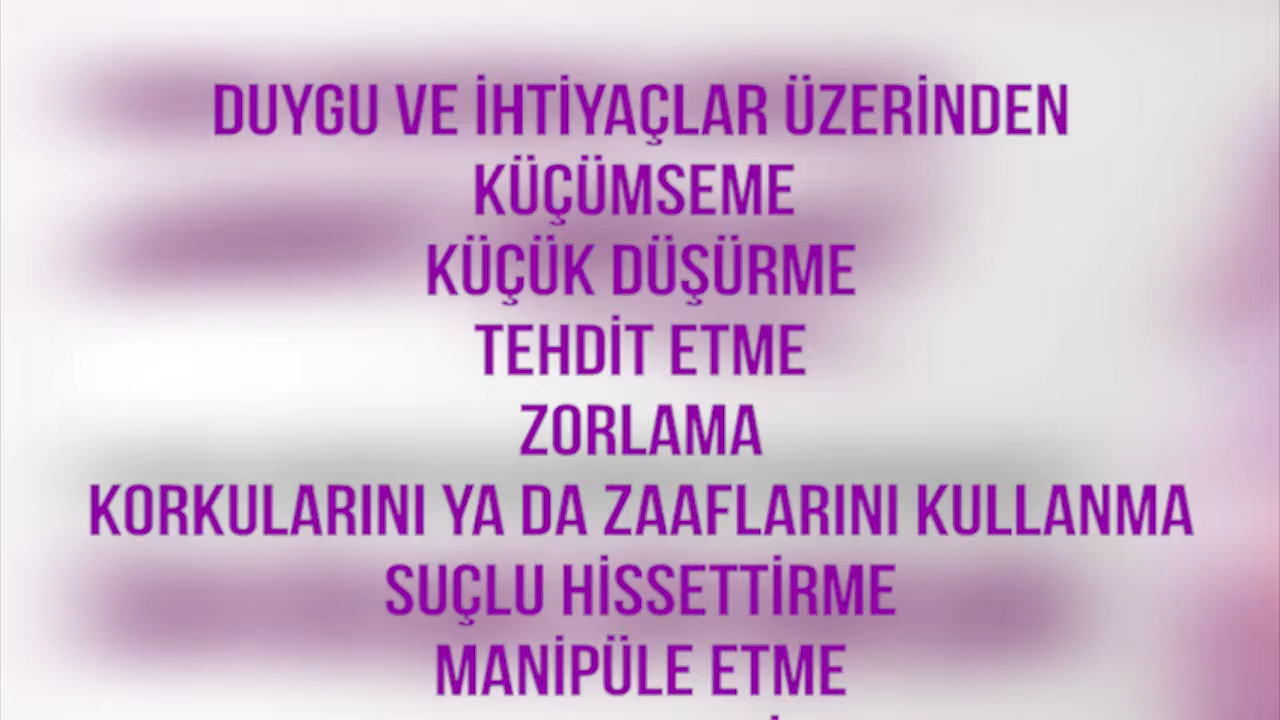 DUYGU VE İHTİYAÇLAR ÜZERİNDEN
KÜÇÜMSEME
KÜÇÜK DÜŞÜRME
TEHDİT ETME
ZORLAMA
KORKULARINI YA DA ZAAFLARINI KULLANMA
SUÇLU HİSSETTİRME
MANİPÜLE ETME